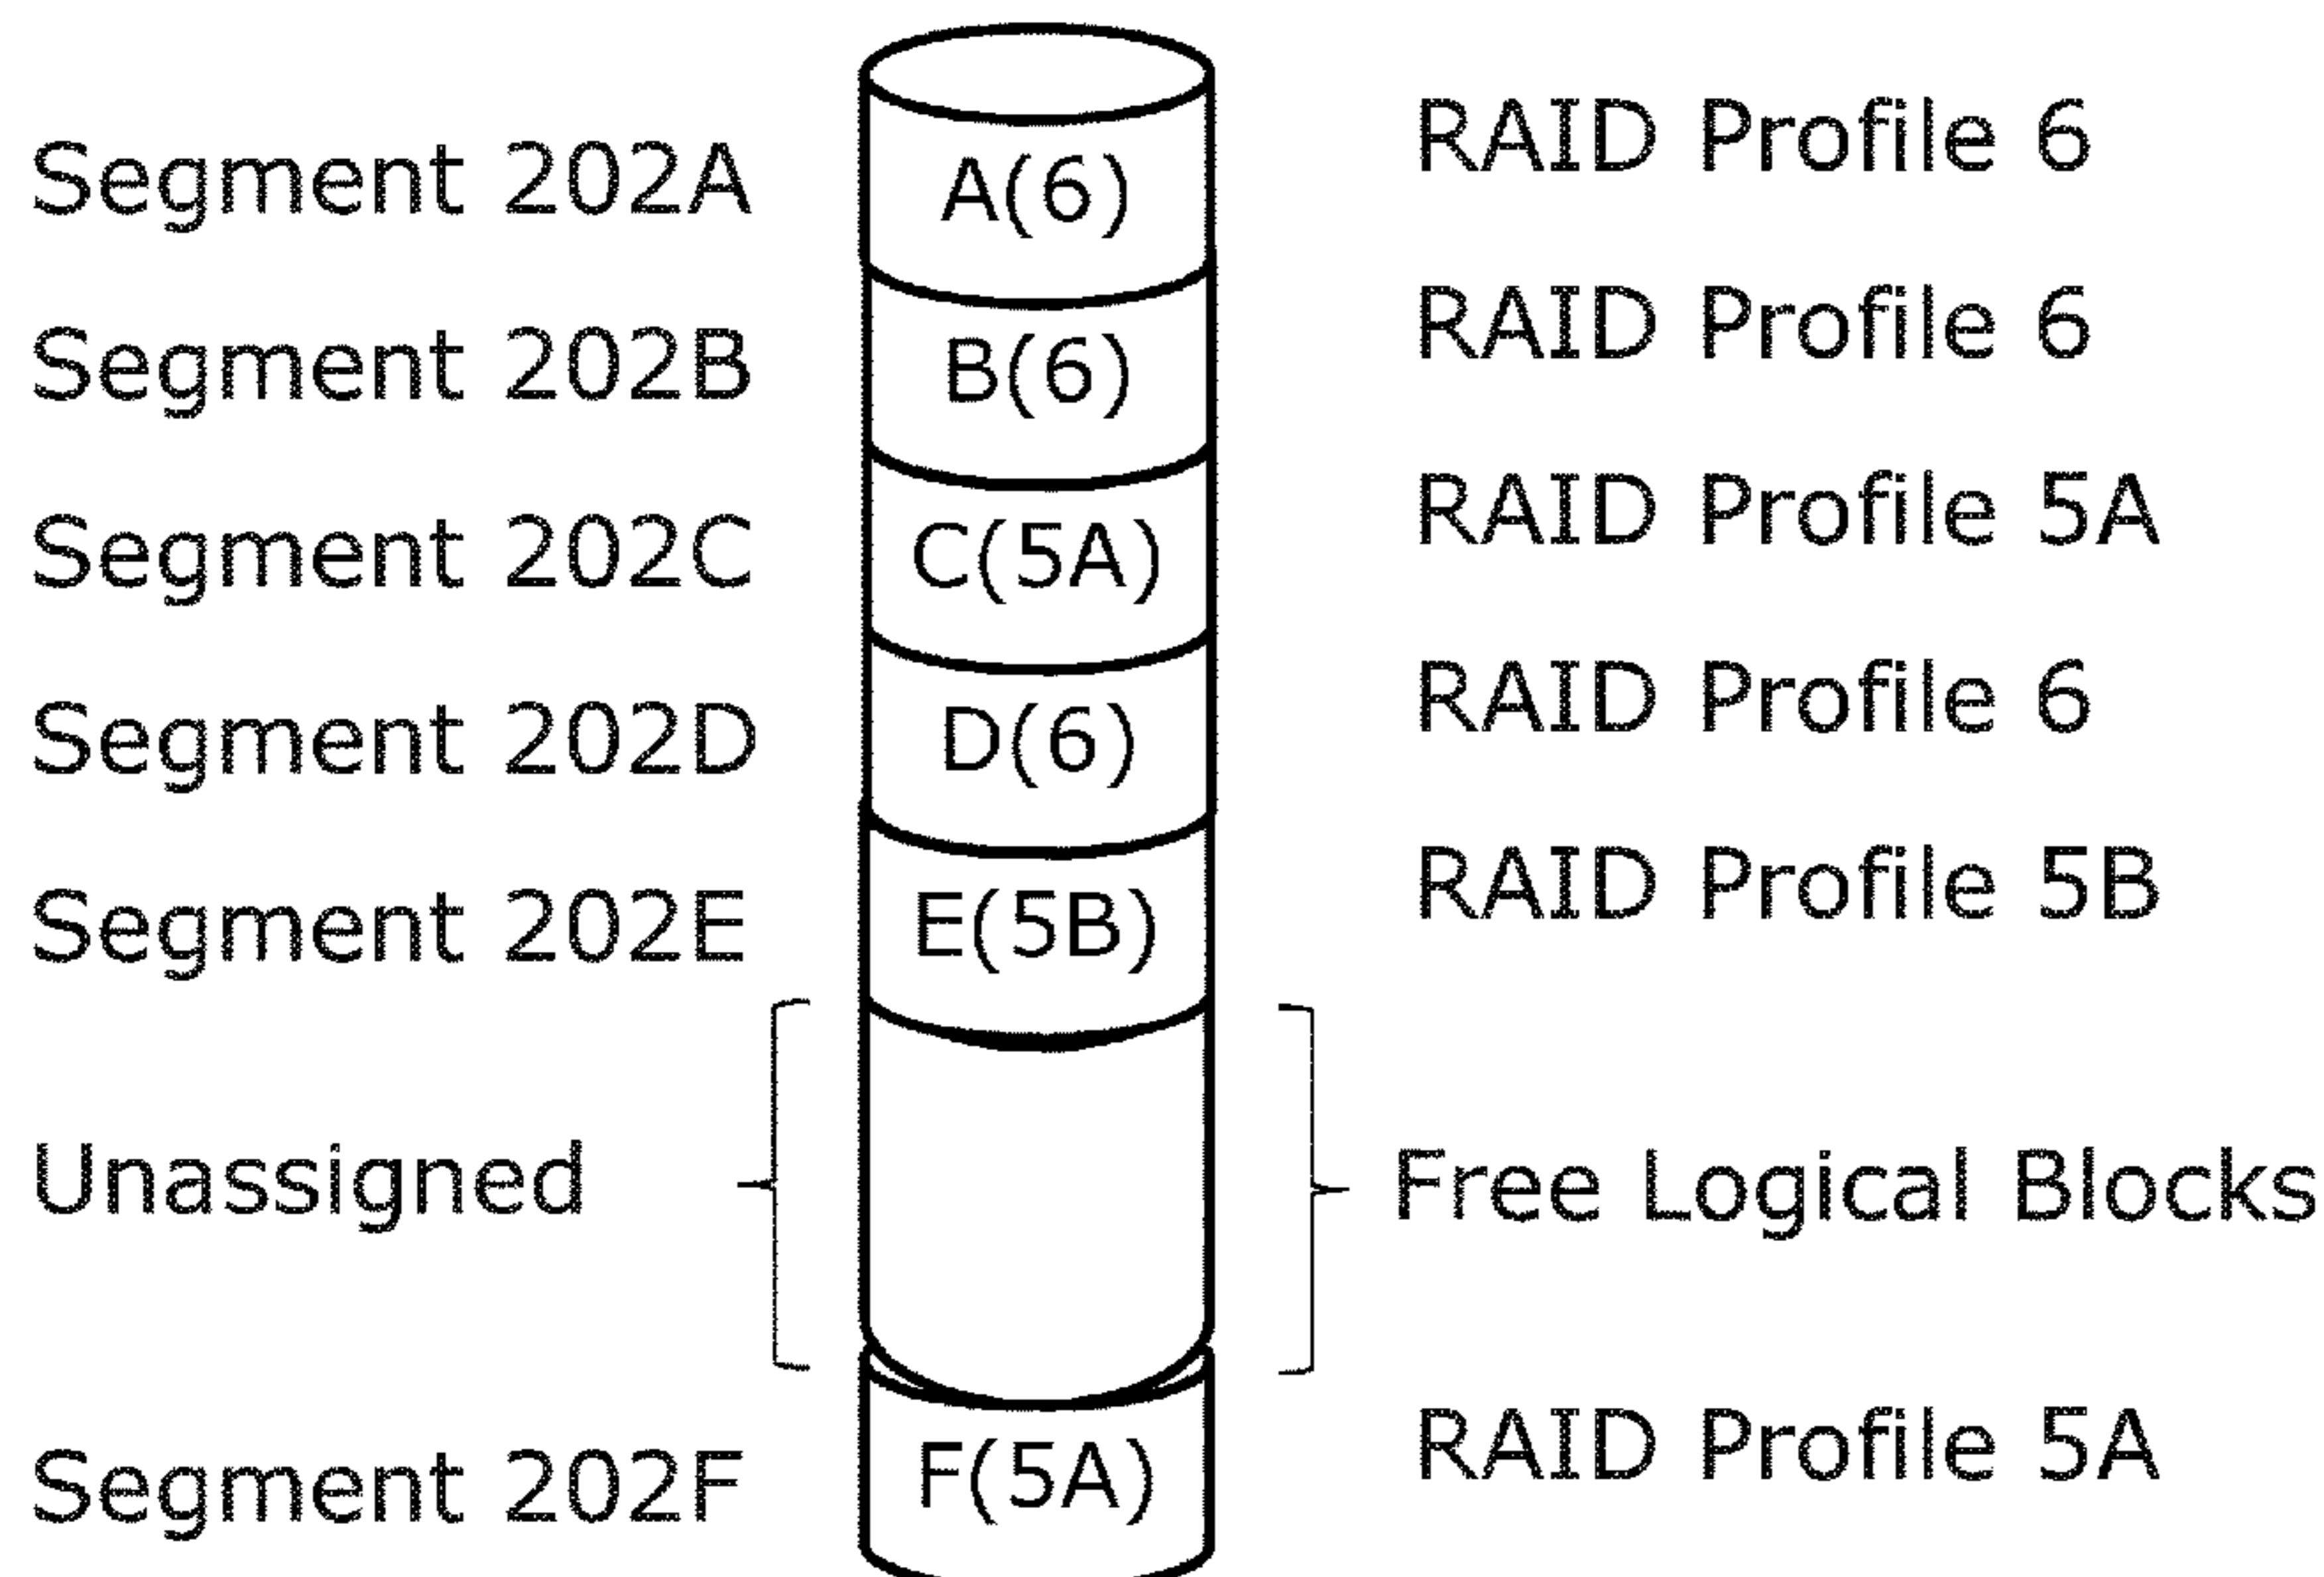 Segment 202A A(6) RAID Profile 6
Segment 202B B(6) RAID Profile 6
Segment 202C C(5A) RAID Profile 5A
Segment 202D D(6) RAID Profile 6
Segment 202E E(5B) RAID Profile 5B
Unassigned Free Logical Blocks
Segment 202F F(5A) RAID Profile 5A